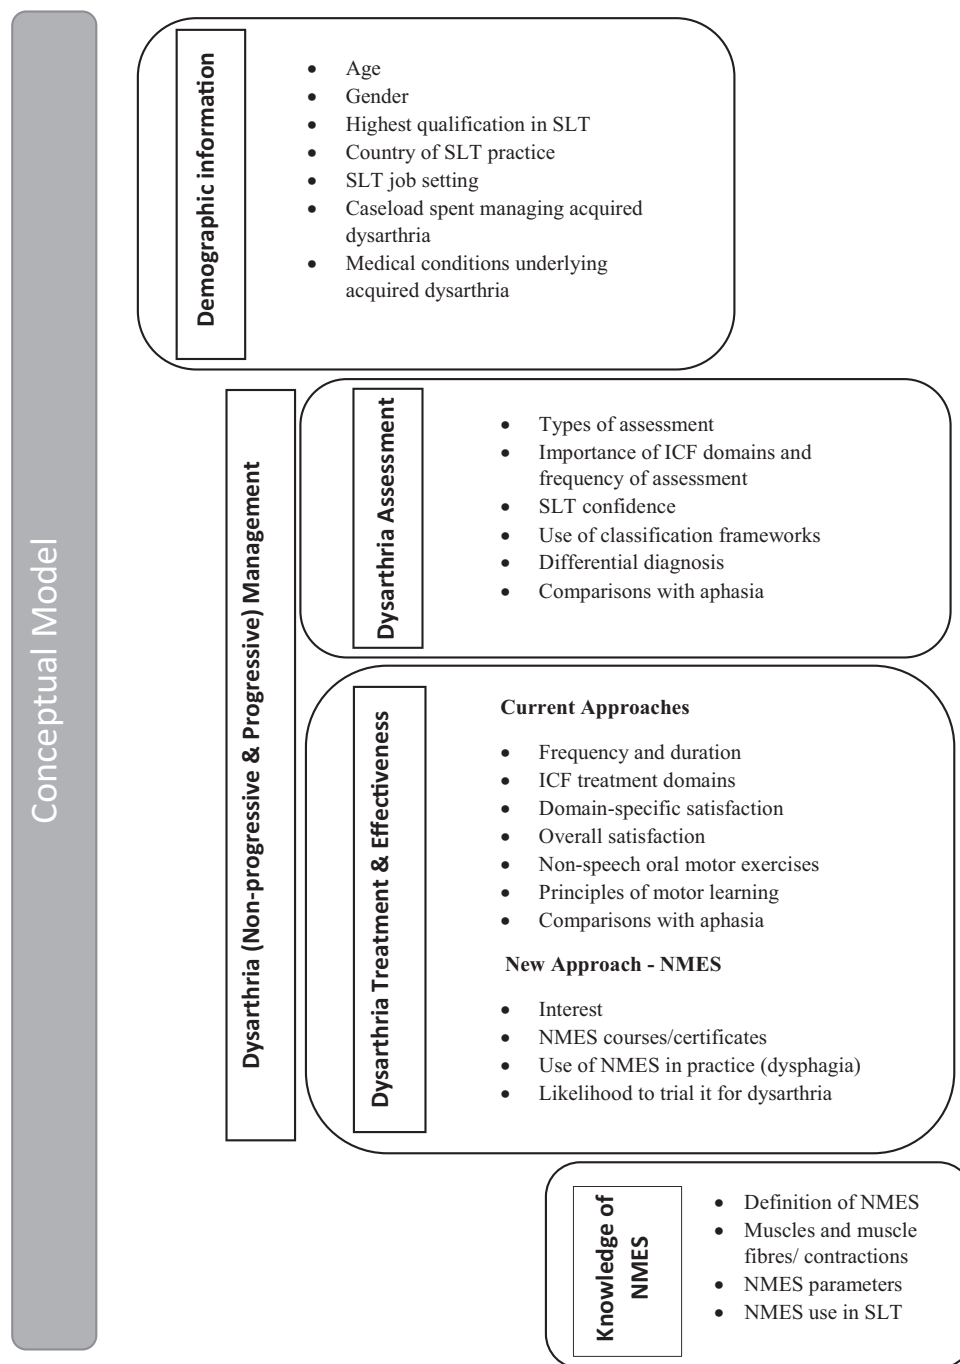 Conceptual Model
Demographic information
• Age
• Gender
• Highest qualification in SLT
• Country of SLT practice
• SLT job setting
• Caseload spent managing acquired
dysarthria
• Medical conditions underlying
acquired dysarthria
Dysarthria (Non-progressive & Progressive) Management
Dysarthria Assessment
• Types of assessment
• Importance of ICF domains and
frequency of assessment
• SLT confidence
• Use of classification frameworks
• Differential diagnosis
• Comparisons with aphasia
Dysarthria Treatment & Effectiveness
Current Approaches
• Frequency and duration
• ICF treatment domains
• Domain-specific satisfaction
• Overall satisfaction
• Non-speech oral motor exercises
• Principles of motor learning
• Comparisons with aphasia
New Approach - NMES
• Interest
• NMES courses/certificates
• Use of NMES in practice (dysphagia)
• Likelihood to trial it for dysarthria
Knowledge of
NMES
• Definition of NMES
• Muscles and muscle
fibres/ contractions
• NMES parameters
• NMES use in SLT